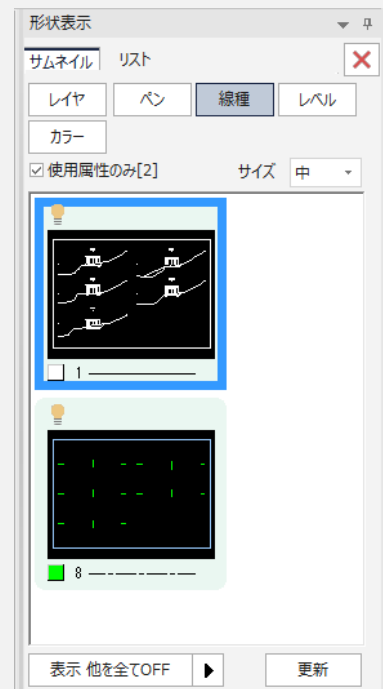 形状表示
サムネイル リスト
レイヤ ペン 線種 レベル
カラー
使用属性のみ[2] サイズ 中
1
8
表示 他を全てOFF 更新